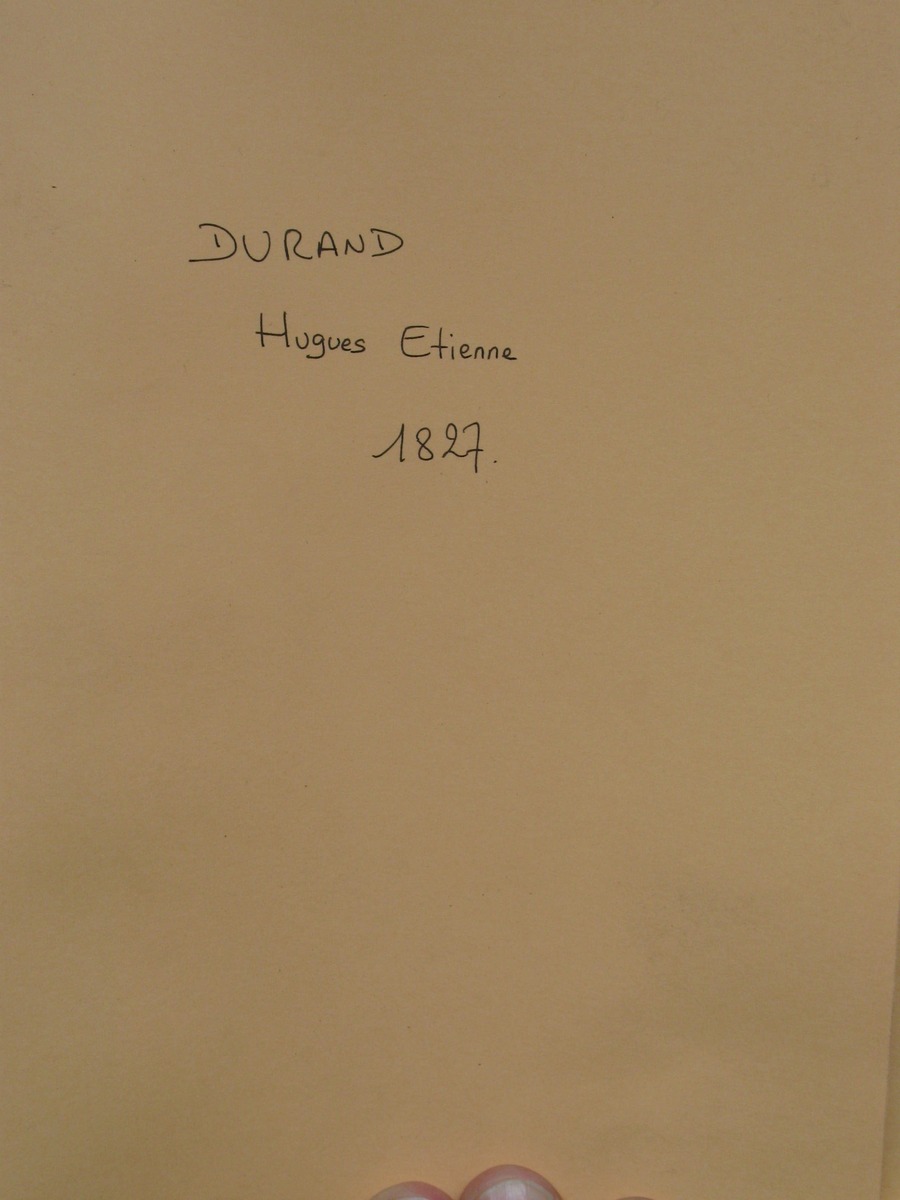 DURAND
Hugues Etienne
1827.